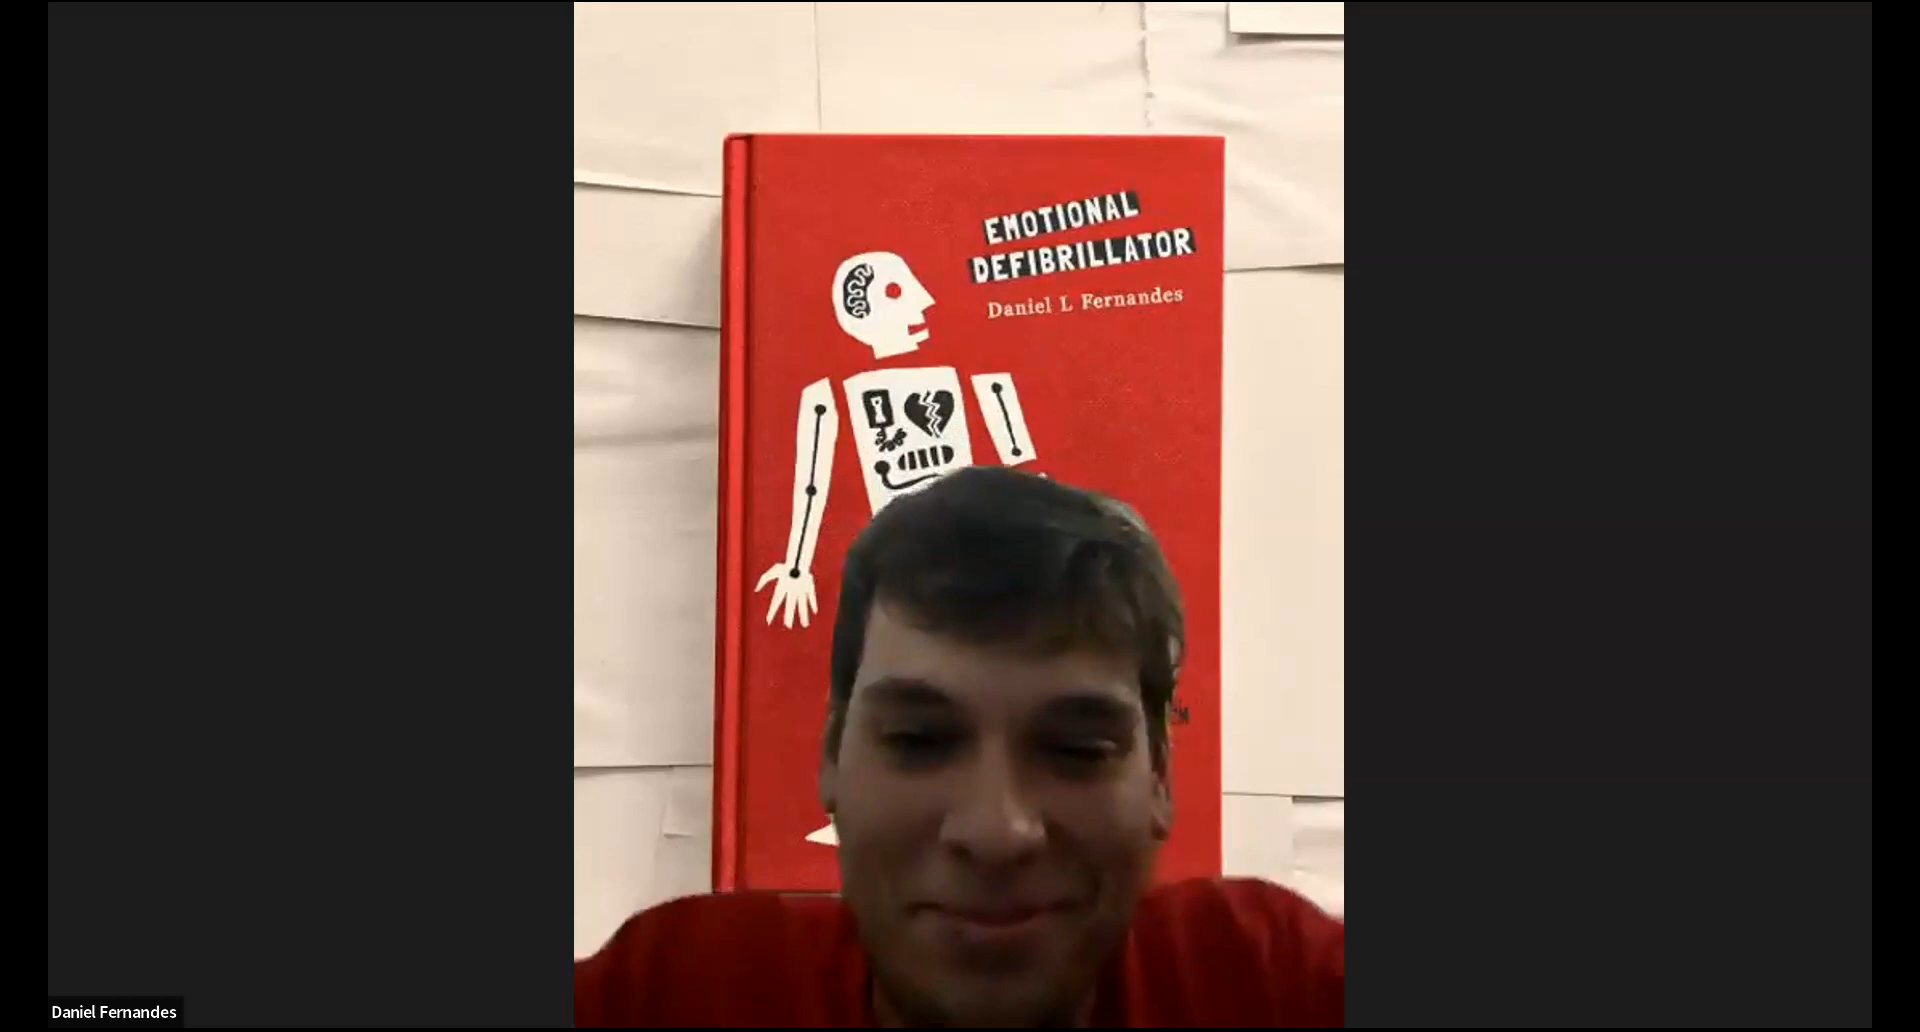 EMOTIONAL
DEFIBRILLATOR
Daniel L Fernandes
Daniel Fernandes